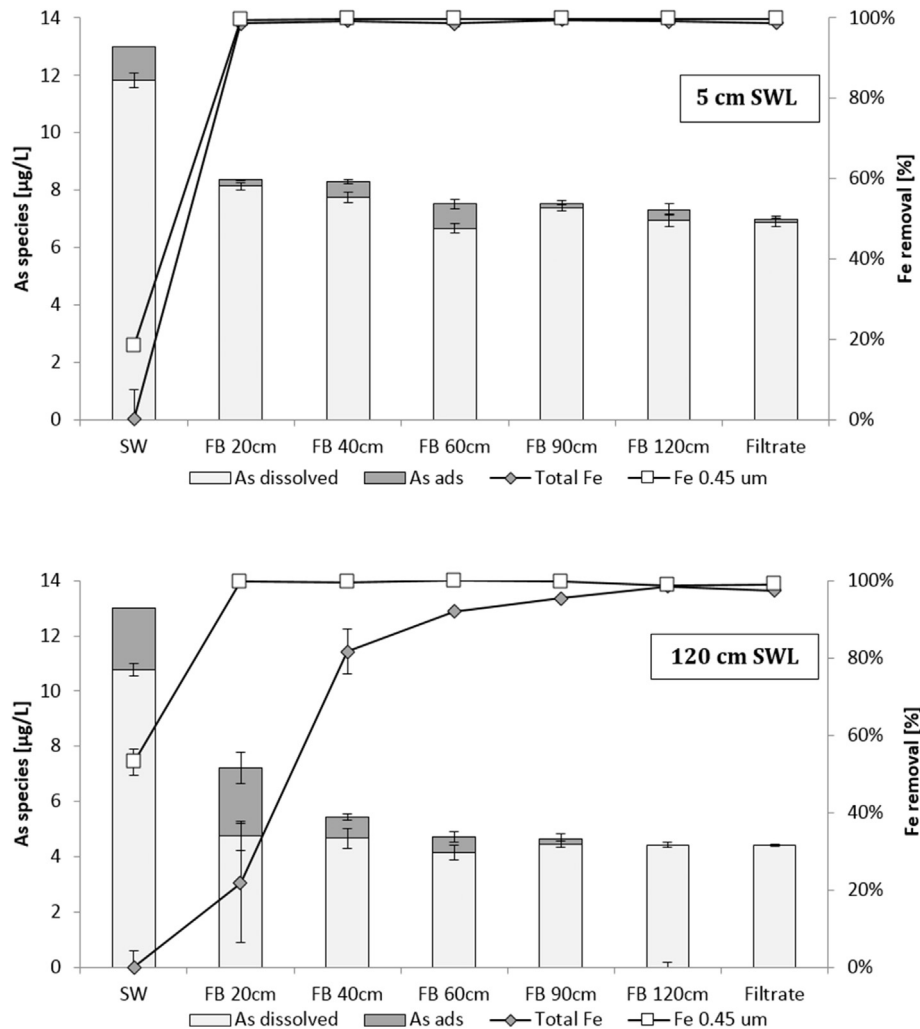 14
12
10
8
6
4
2
0
As species [µg/L]
100%
80%
60%
40%
20%
0%
Fe removal [%]
5 cm SWL
SW FB 20cm FB 40cm FB 60cm FB 90cm FB 120cm Filtrate
As dissolved As ads Total Fe Fe 0.45 um
14
12
10
8
6
4
2
0
As species [µg/L]
100%
80%
60%
40%
20%
0%
Fe removal [%]
120 cm SWL
SW FB 20cm FB 40cm FB 60cm FB 90cm FB 120cm Filtrate
As dissolved As ads Total Fe Fe 0.45 um